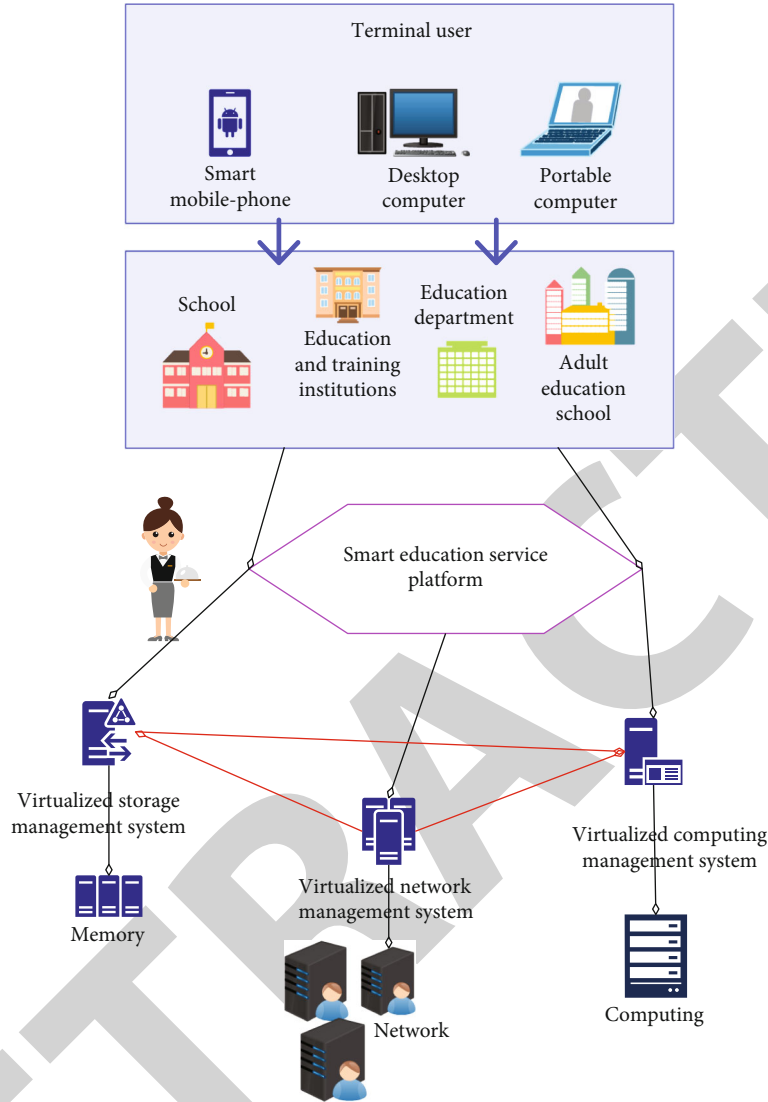 Terminal user
Smart
mobile-phone
Desktop
computer
Portable
computer
School
Education
and training
institutions
Education
department
Adult
education
school
Smart education service
platform
Virtualized storage
management system
Virtualized network
management system
Virtualized computing
management system
Memory
Network
Computing
TRACT